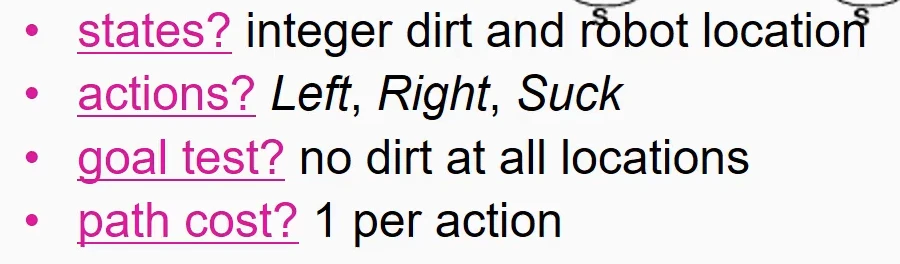 S S
• states? integer dirt and robot location
• actions? Left, Right, Suck
• goal test? no dirt at all locations
• path cost? 1 per action